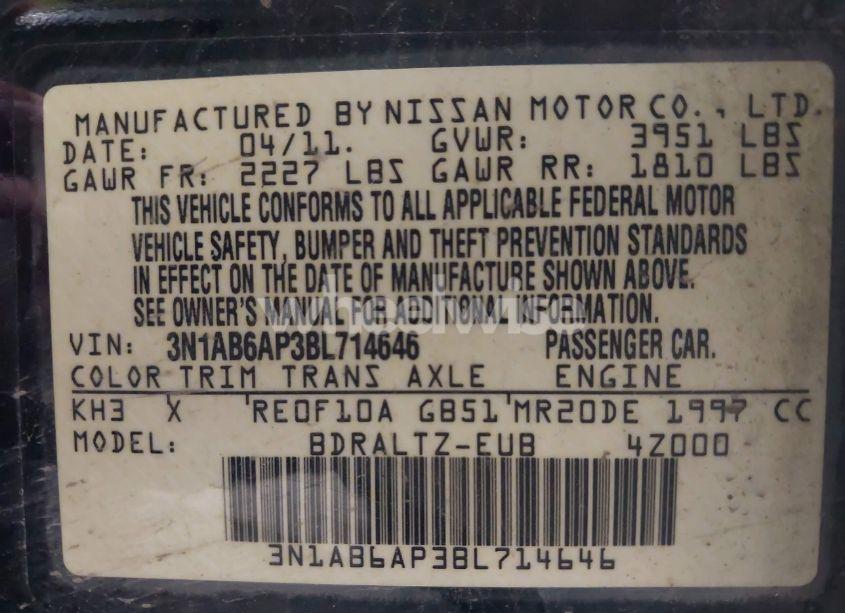 MANUFACTURED BY NISSAN MOTOR CO., LTD.
DATE: 04/11. GVWR: 3951 LBS
GAWR FR: 2227 LBS GAWR RR: 1810 LBS
THIS VEHICLE CONFORMS TO ALL APPLICABLE FEDERAL MOTOR
VEHICLE SAFETY, BUMPER AND THEFT PREVENTION STANDARDS
IN EFFECT ON THE DATE OF MANUFACTURE SHOWN ABOVE.
SEE OWNER'S MANUAL FOR ADDITIONAL INFORMATION.
VIN: 3N1AB6AP3BL714646 PASSENGER CAR.
COLOR TRIM TRANS AXLE ENGINE
KH3 X 'RE0F10A GB51'MR20DE 1997 CC
MODEL: BDRALTZ-EUB 4Z000
3N1AB6AP3BL714646